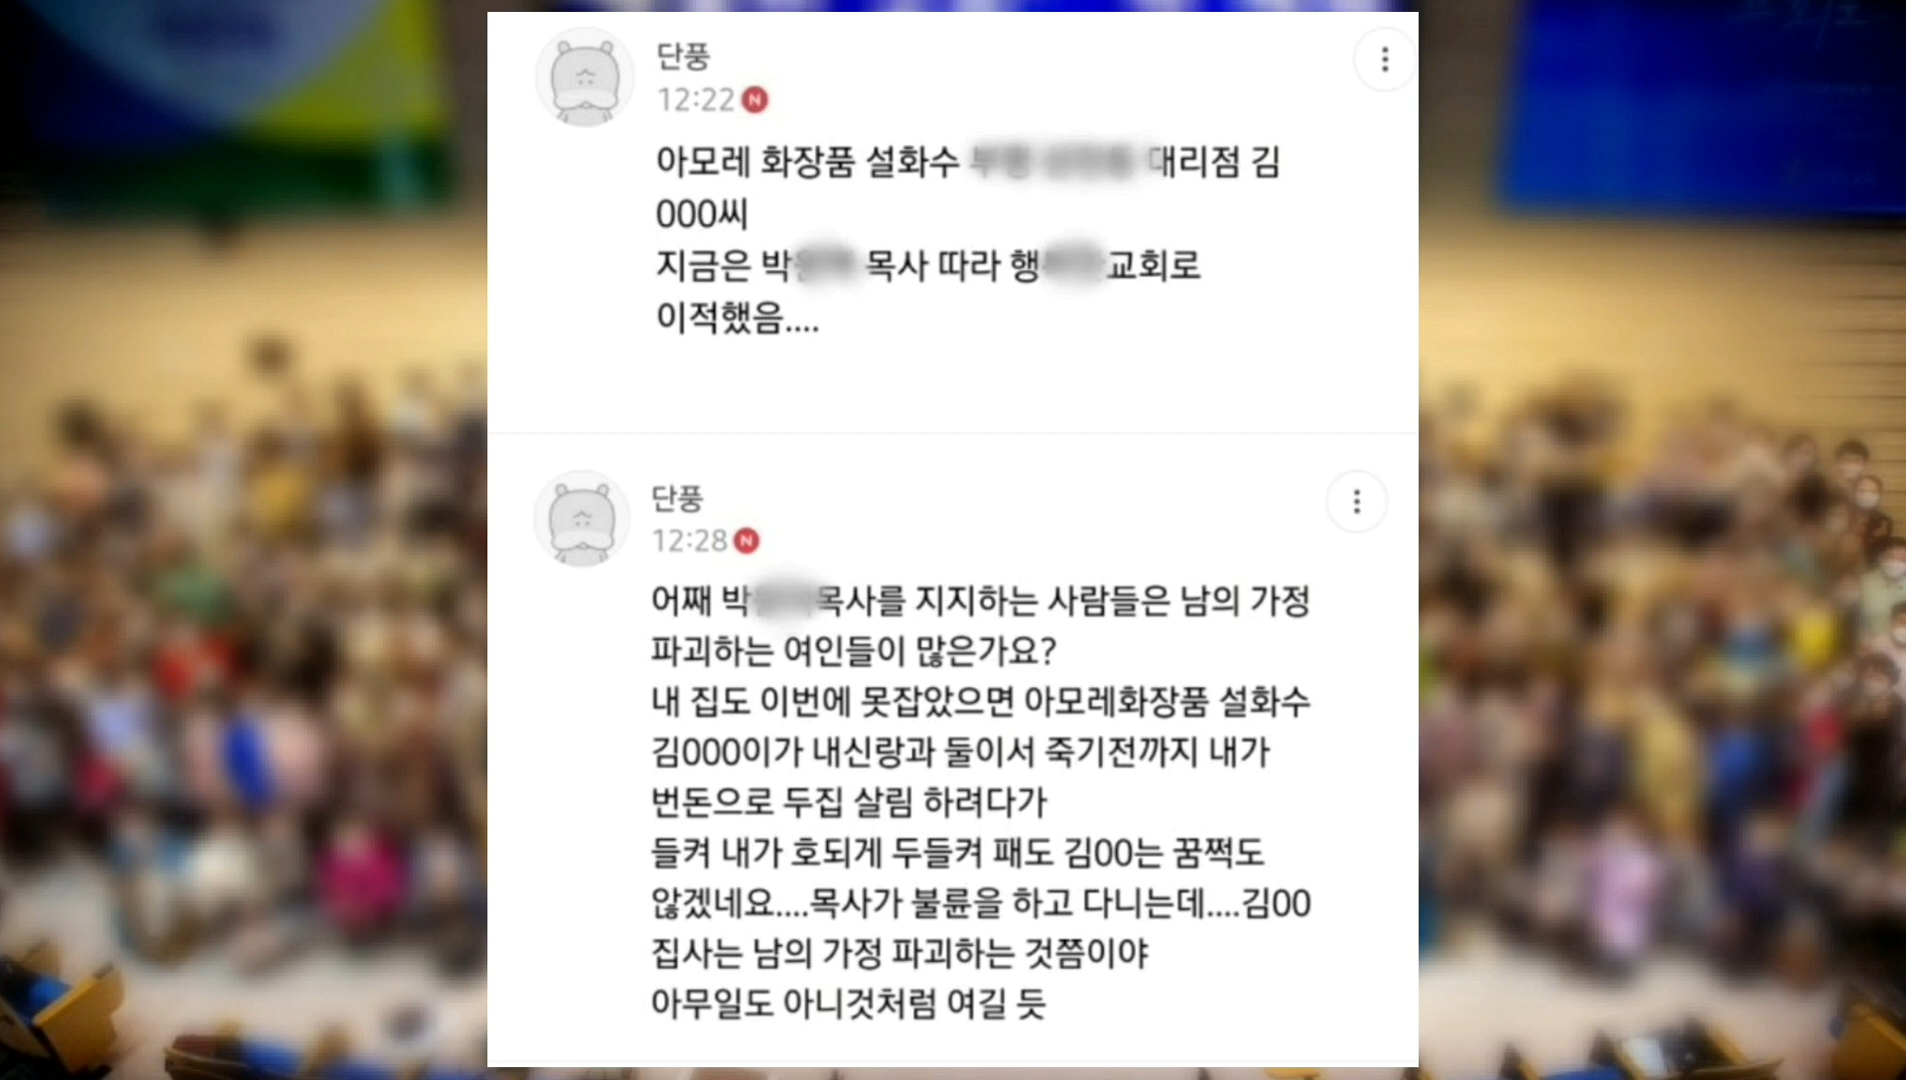 단풍
12:22 N
아모레 화장품 설화수 대리점 김
000씨
지금은 박 목사 따라 행 교회로
이적했음....
단풍
12:28 N
어째 박 목사를 지지하는 사람들은 남의 가정
파괴하는 여인들이 많은가요?
내 집도 이번에 못잡았으면 아모레화장품 설화수
김000이가 내신랑과 둘이서 죽기전까지 내가
번돈으로 두집 살림 하려다가
들켜 내가 호되게 두들켜 패도 김00는 꿈쩍도
않겠네요....목사가 불륜을 하고 다니는데....김00
집사는 남의 가정 파괴하는 것쯤이야
아무일도 아니것처럼 여길 듯